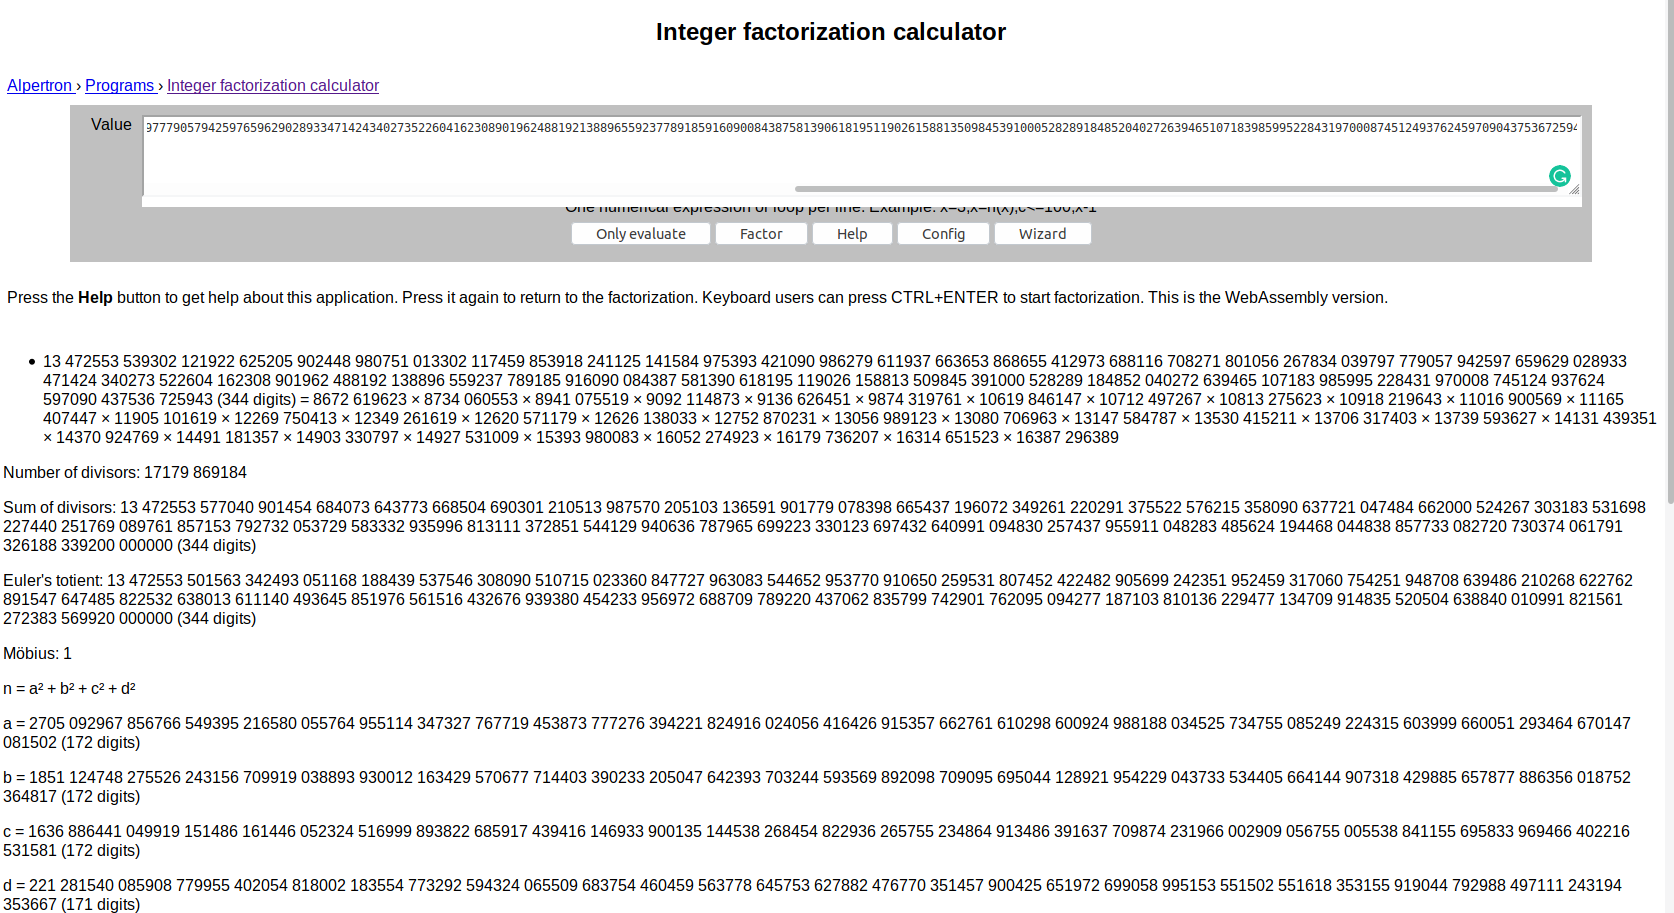 Integer factorization calculator
Alpertron › Programs › Integer factorization calculator
Value
9777905794259765962902893347142434027352260416230890196248819213889655923778918591609008438758139061819511902615881350984539100052828918485204027263946510718398599522843197000874512493762459709043753672594
One numerical expression or loop per line. Example: x=3;x=n(x);c<=100;x-1
Only evaluate Factor Help Config Wizard
Press the Help button to get help about this application. Press it again to return to the factorization. Keyboard users can press CTRL+ENTER to start factorization. This is the WebAssembly version.
• 13 472553 539302 121922 625205 902448 980751 013302 117459 853918 241125 141584 975393 421090 986279 611937 663653 868655 412973 688116 708271 801056 267834 039797 779057 942597 659629 028933
471424 340273 522604 162308 901962 488192 138896 559237 789185 916090 084387 581390 618195 119026 158813 509845 391000 528289 184852 040272 639465 107183 985995 228431 970008 745124 937624
597090 437536 725943 (344 digits) = 8672 619623 × 8734 060553 × 8941 075519 × 9092 114873 × 9136 626451 × 9874 319761 × 10619 846147 × 10712 497267 × 10813 275623 × 10918 219643 × 11016 900569 × 11165
407447 × 11905 101619 × 12269 750413 × 12349 261619 × 12620 571179 × 12626 138033 × 12752 870231 × 13056 989123 × 13080 706963 × 13147 584787 × 13530 415211 × 13706 317403 × 13739 593627 × 14131 439351
× 14370 924769 × 14491 181357 × 14903 330797 × 14927 531009 × 15393 980083 × 16052 274923 × 16179 736207 × 16314 651523 × 16387 296389
Number of divisors: 17179 869184
Sum of divisors: 13 472553 577040 901454 684073 643773 668504 690301 210513 987570 205103 136591 901779 078398 665437 196072 349261 220291 375522 576215 358090 637721 047484 662000 524267 303183 531698
227440 251769 089761 857153 792732 053729 583332 935996 813111 372851 544129 940636 787965 699223 330123 697432 640991 094830 257437 955911 048283 485624 194468 044838 857733 082720 730374 061791
326188 339200 000000 (344 digits)
Euler's totient: 13 472553 501563 342493 051168 188439 537546 308090 510715 023360 847727 963083 544652 953770 910650 259531 807452 422482 905699 242351 952459 317060 754251 948708 639486 210268 622762
891547 647485 822532 638013 611140 493645 851976 561516 432676 939380 454233 956972 688709 789220 437062 835799 742901 762095 094277 187103 810136 229477 134709 914835 520504 638840 010991 821561
272383 569920 000000 (344 digits)
Möbius: 1
n = a² + b² + c² + d²
a = 2705 092967 856766 549395 216580 055764 955114 347327 767719 453873 777276 394221 824916 024056 416426 915357 662761 610298 600924 988188 034525 734755 085249 224315 603999 660051 293464 670147
081502 (172 digits)
b = 1851 124748 275526 243156 709919 038893 930012 163429 570677 714403 390233 205047 642393 703244 593569 892098 709095 695044 128921 954229 043733 534405 664144 907318 429885 657877 886356 018752
364817 (172 digits)
c = 1636 886441 049919 151486 161446 052324 516999 893822 685917 439416 146933 900135 144538 268454 822936 265755 234864 913486 391637 709874 231966 002909 056755 005538 841155 695833 969466 402216
531581 (172 digits)
d = 221 281540 085908 779955 402054 818002 183554 773292 594324 065509 683754 460459 563778 645753 627882 476770 351457 900425 651972 699058 995153 551502 551618 353155 919044 792988 497111 243194
353667 (171 digits)